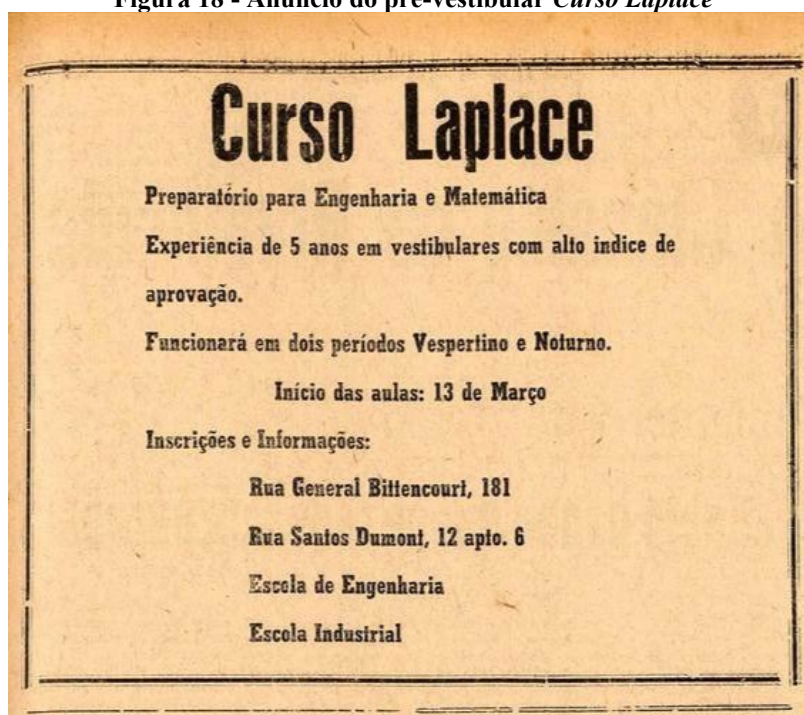 Figura 18 - Anúncio do pré-vestibular Curso Laplace
Curso Laplace
Preparatório para Engenharia e Matemática
Experiência de 5 anos em vestibulares com alto indice de
aprovação.
Funcionará em dois períodos Vespertino e Noturno.
Início das aulas: 13 de Março
Inscrições e Informações:
Rua General Bittencourt, 181
Rua Santos Dumont, 12 apto. 6
Escola de Engenharia
Escola Industrial